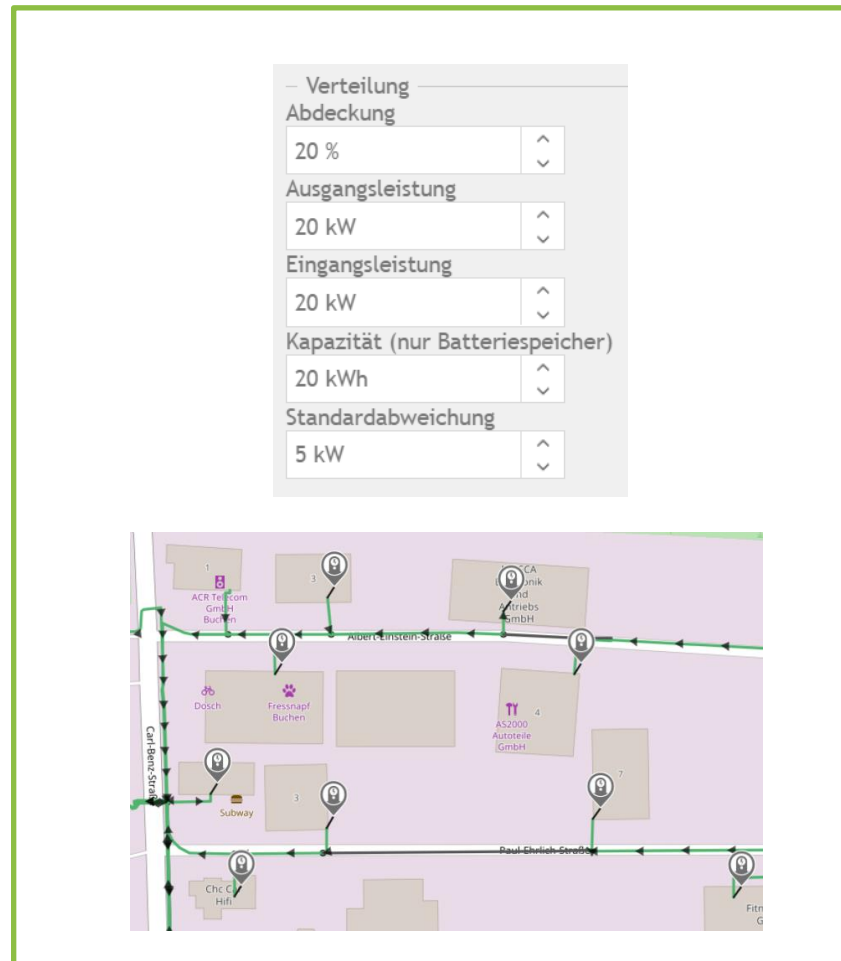 Verteilung
Abdeckung
20 %
Ausgangsleistung
20 kW
Eingangsleistung
20 kW
Kapazität (nur Batteriespeicher)
20 kWh
Standardabweichung
5 kW
1
ACR Telecom
GmbH
Buchen
3
GmbH
Albert-Einstein-Straße
Dosch
Fressnapf
Buchen
4
AS2000
Autoteile
GmbH
Carl-Benz-Straße
7
3
Subway
Paul-Ehrlich-Straße
Chc C
Hifi
Fitn
G